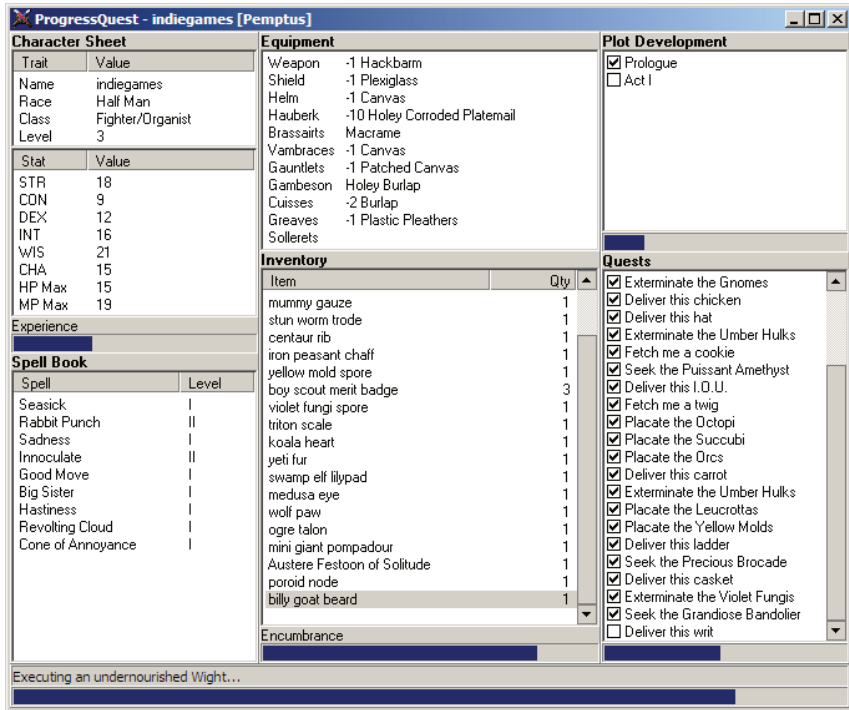 ProgressQuest - indiegames [Pemptus]
Character Sheet
Trait Value
Name indiegames
Race Half Man
Class Fighter/Organist
Level 3
Stat Value
STR 18
CON 9
DEX 12
INT 16
WIS 21
CHA 15
HP Max 15
MP Max 19
Experience
Spell Book
Spell Level
Seasick I
Rabbit Punch II
Sadness I
Innoculate II
Good Move I
Big Sister I
Hastiness I
Revolting Cloud I
Cone of Annoyance I
Equipment
Weapon -1 Hackbarm
Shield -1 Plexiglass
Helm -1 Canvas
Hauberk -10 Holey Corroded Platemail
Brassairts Macrame
Vambraces -1 Canvas
Gauntlets -1 Patched Canvas
Gambeson Holey Burlap
Cuisses -2 Burlap
Greaves -1 Plastic Pleathers
Sollerets
Inventory
Item Qty
mummy gauze 1
stun worm trode 1
centaur rib 1
iron peasant chaff 1
yellow mold spore 1
boy scout merit badge 3
violet fungi spore 1
triton scale 1
koala heart 1
yeti fur 1
swamp elf lilypad 1
medusa eye 1
wolf paw 1
ogre talon 1
mini giant pompadour 1
Austere Festoon of Solitude 1
poroid node 1
billy goat beard 1
Encumbrance
Plot Development
Prologue
Act I
Quests
Exterminate the Gnomes
Deliver this chicken
Deliver this hat
Exterminate the Umber Hulks
Fetch me a cookie
Seek the Puissant Amethyst
Deliver this I.O.U.
Fetch me a twig
Placate the Octopi
Placate the Succubi
Placate the Orcs
Deliver this carrot
Exterminate the Umber Hulks
Placate the Leucrottas
Placate the Yellow Molds
Deliver this ladder
Seek the Precious Brocade
Deliver this casket
Exterminate the Violet Fungis
Seek the Grandiose Bandolier
Deliver this writ
Executing an undernourished Wight...